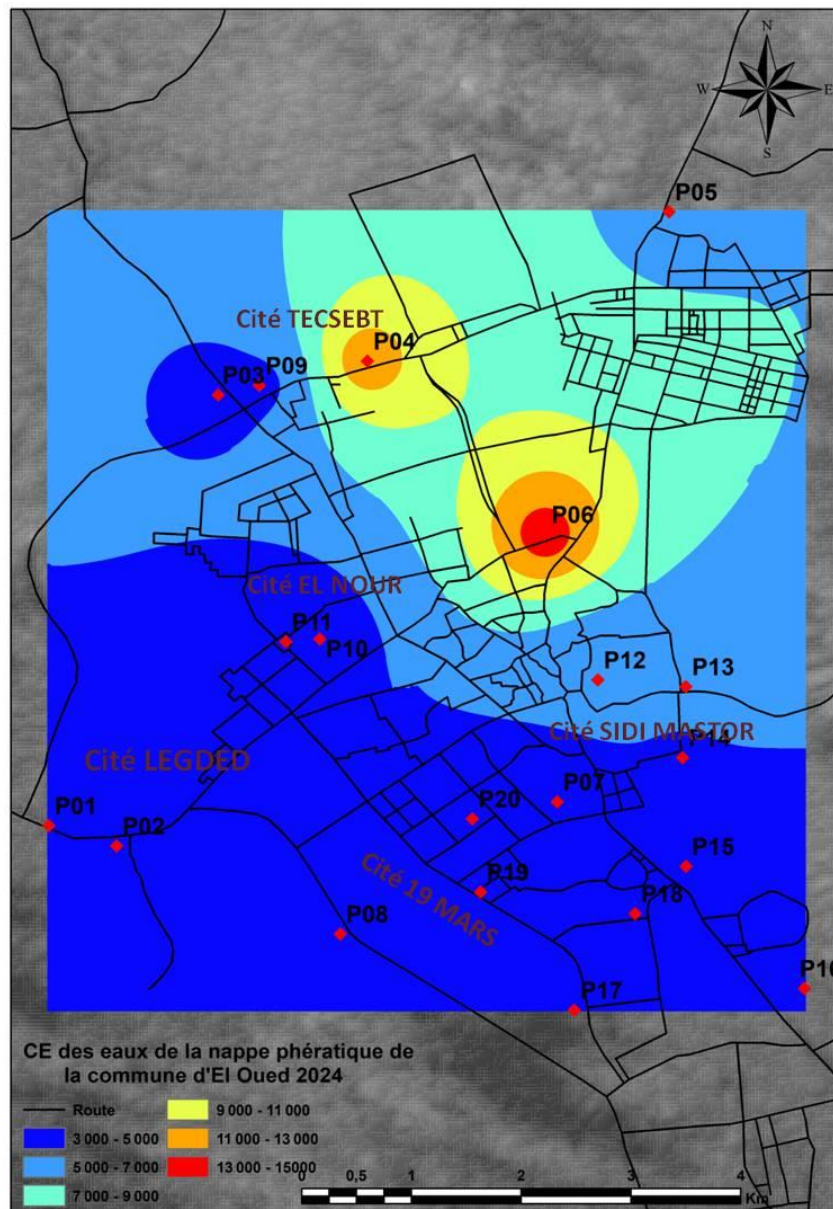 N
W
E
S
P05
Cité TECSEBT
P04
P09
P03
P06
Cité EL NOUR
P11
P10
P12
P13
Cité SIDI MASTOR
P14
Cité LEGDED
P07
P20
P01
P02
P15
P19
Cité 19 MARS
P18
P08
P16
P17
CE des eaux de la nappe phératique de
la commune d'El Oued 2024
Route
3 000 - 5 000
5 000 - 7 000
7 000 - 9 000
9 000 - 11 000
11 000 - 13 000
13 000 - 15000
0 0,5 1 2 3 4
Km